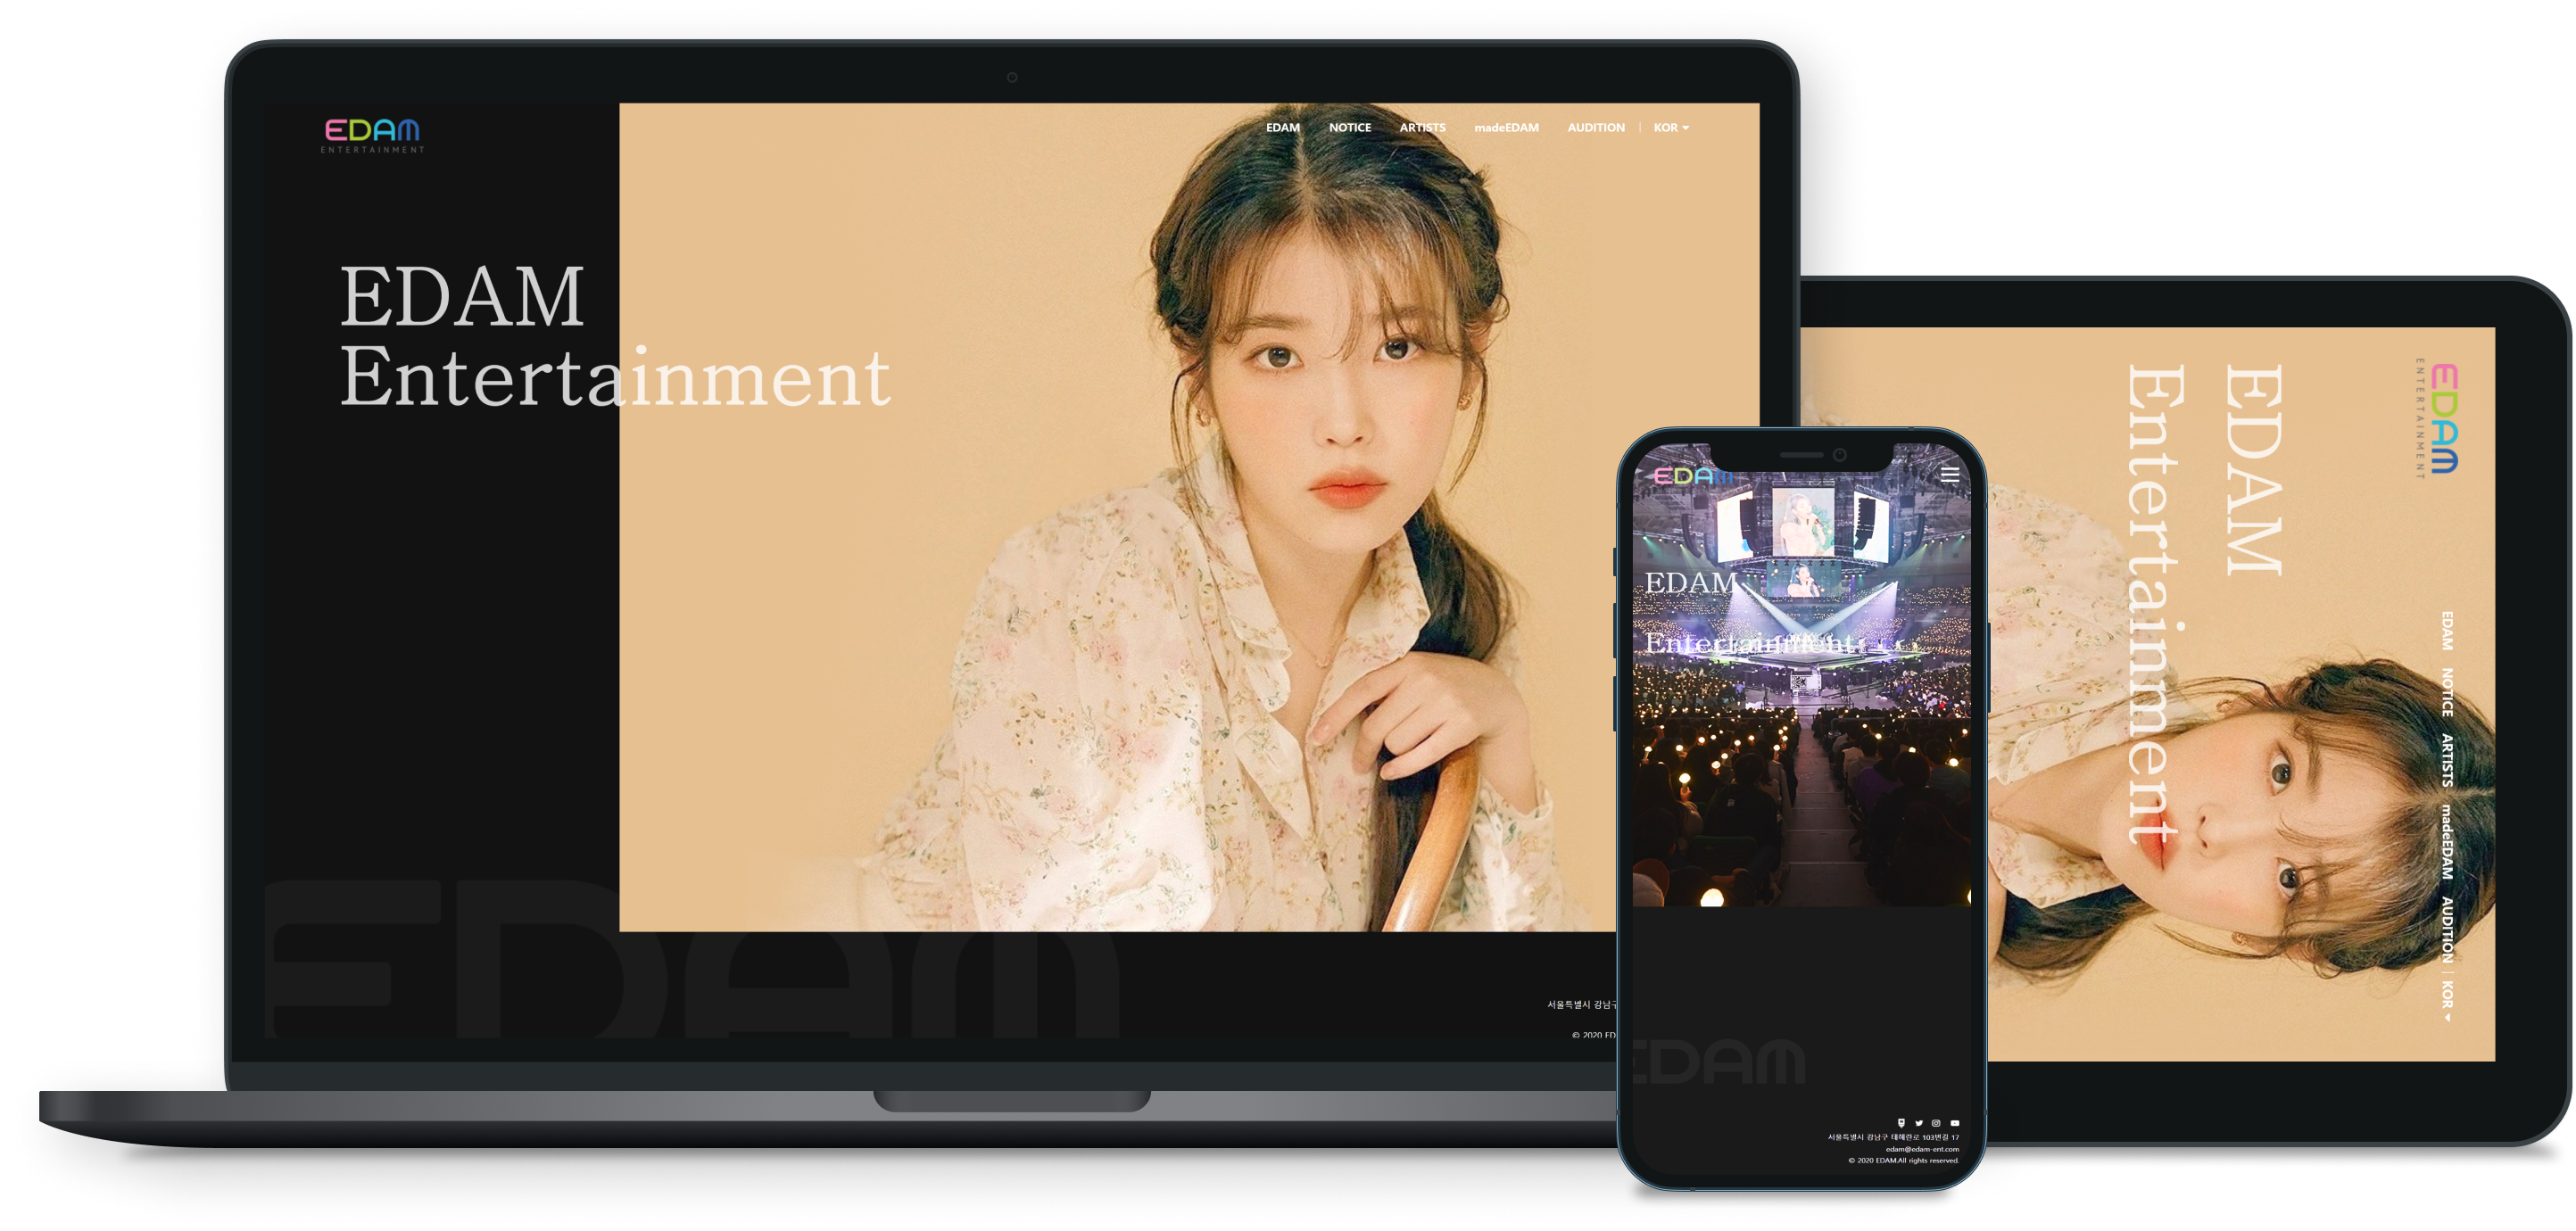 EDAM
ENTERTAINMENT
EDAM NOTICE ARTISTS madeEDAM AUDITION | KOR
EDAM
Entertainment
EDAM
서울특별시 강남구
© 2020 ED
EDAM
EDAM
Entertainment
EDAM
서울특별시 강남구 테헤란로 103번길 17
edam@edam-ent.com
© 2020 EDAM.All rights reserved.
EDAM
ENTERTAINMENT
EDAM
Entertainment
EDAM NOTICE ARTISTS madeEDAM AUDITION | KOR